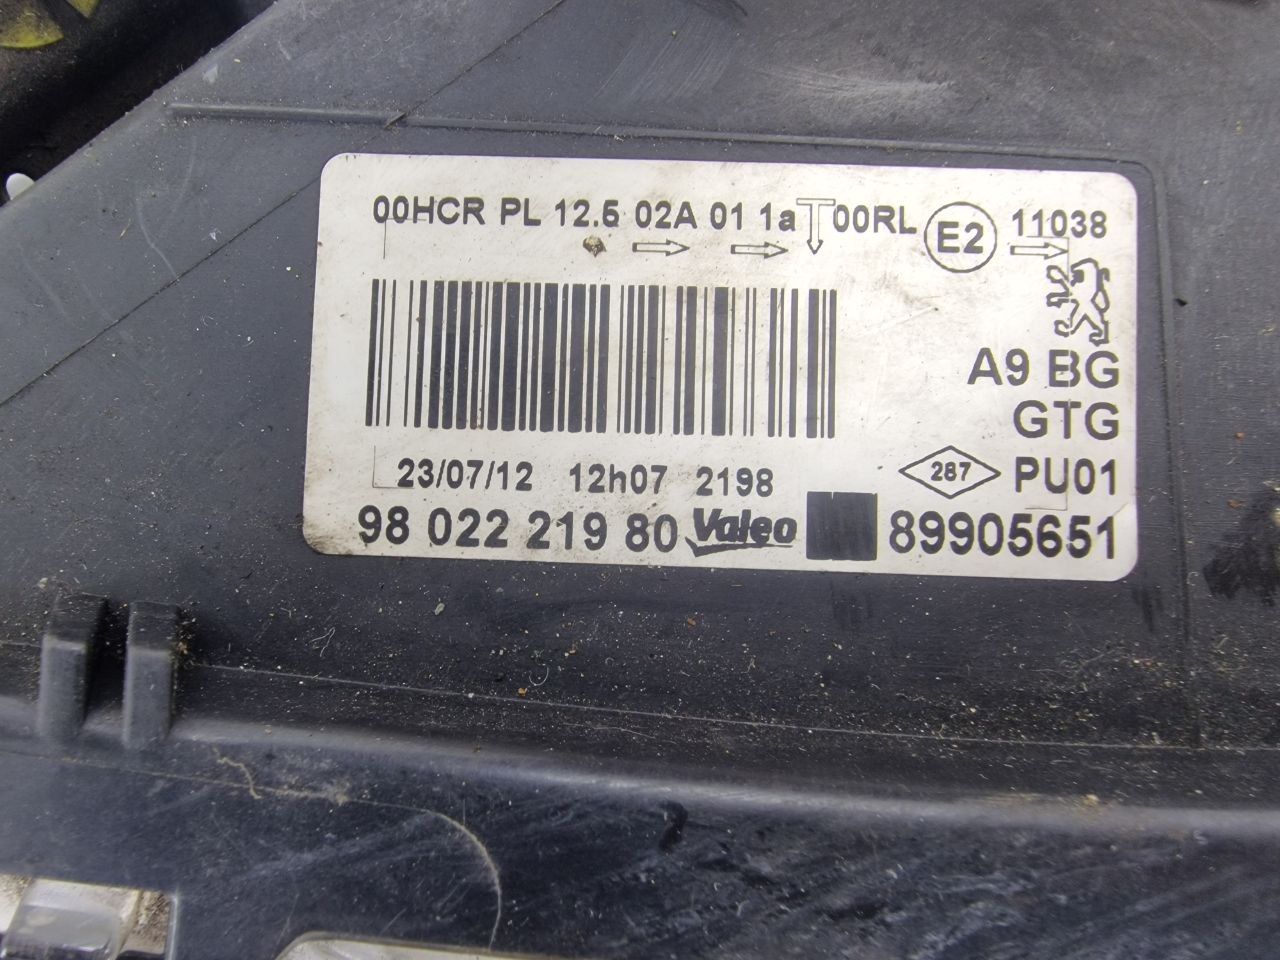 00HCR PL 12.5 02A 01 1a 00RL E2 11038
A9 BG
GTG
23/07/12 12h07 2198 287 PU01
98 022 219 80 Valeo 89905651